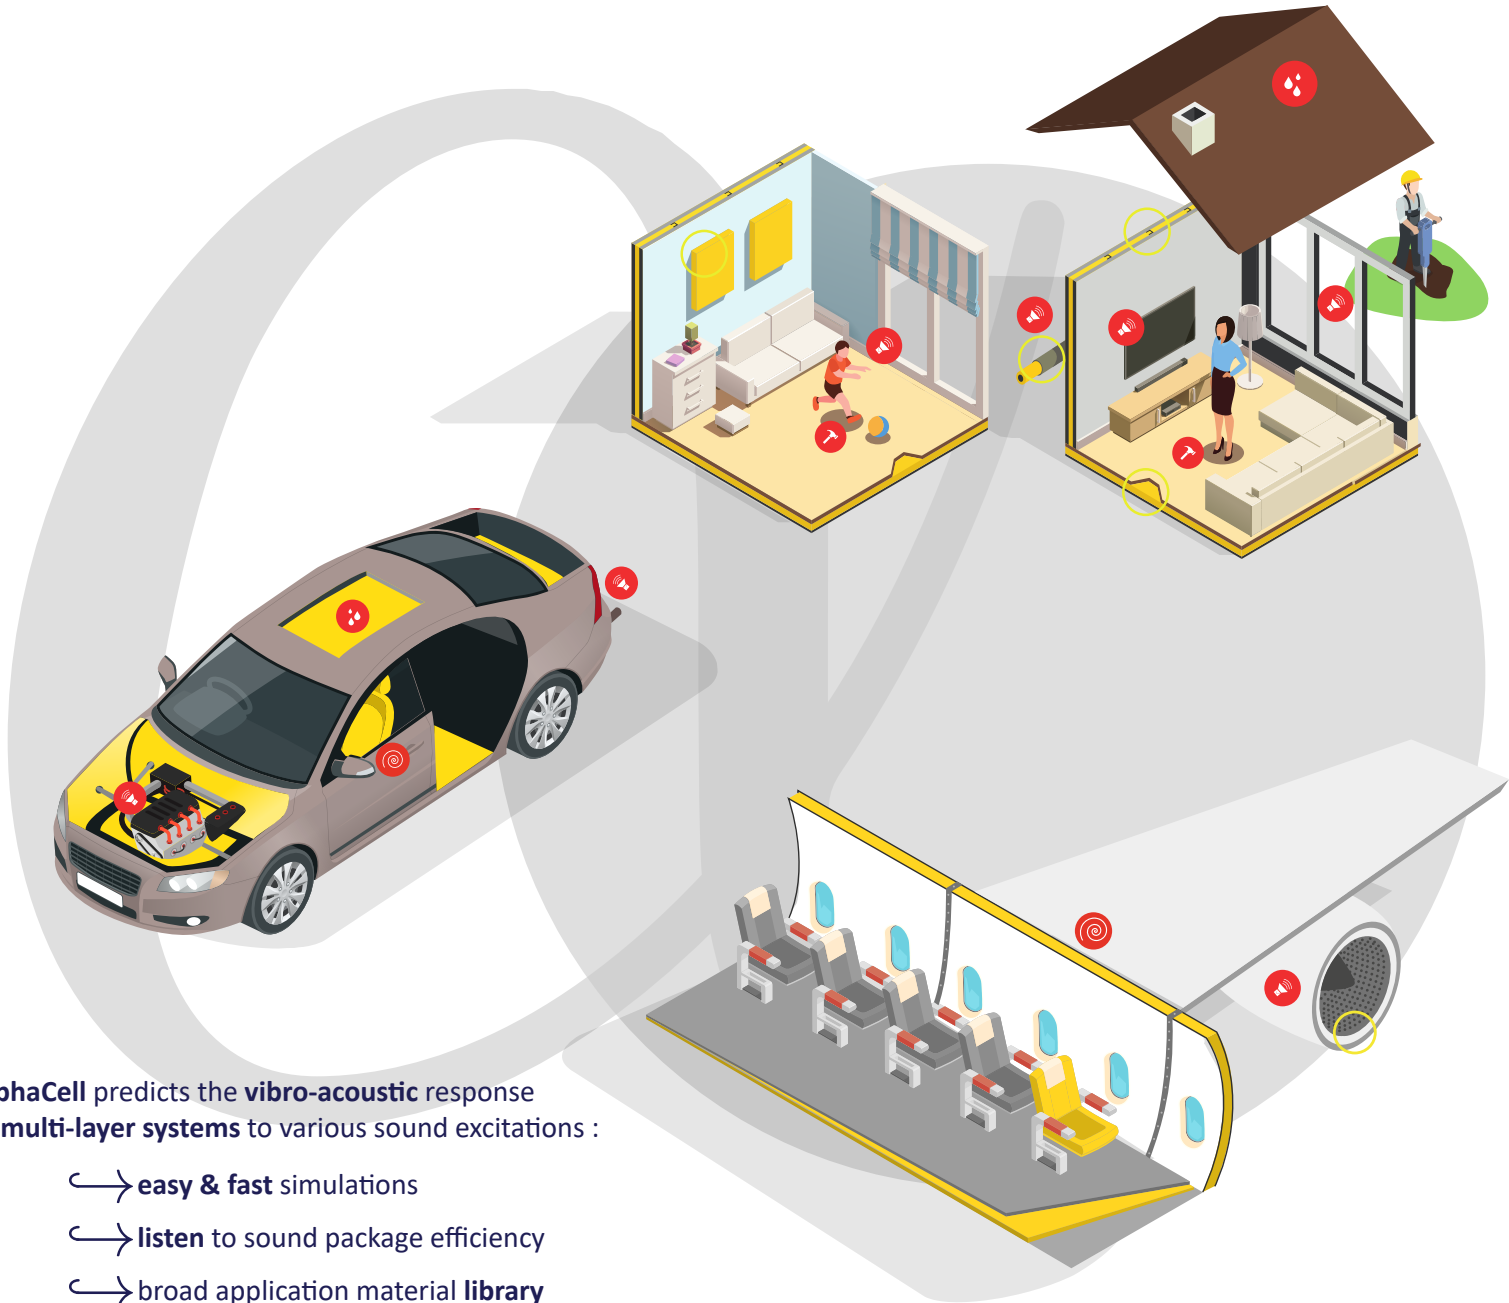 phaCell predicts the vibro-acoustic response
multi-layer systems to various sound excitations :
easy & fast simulations
listen to sound package efficiency
broad application material library